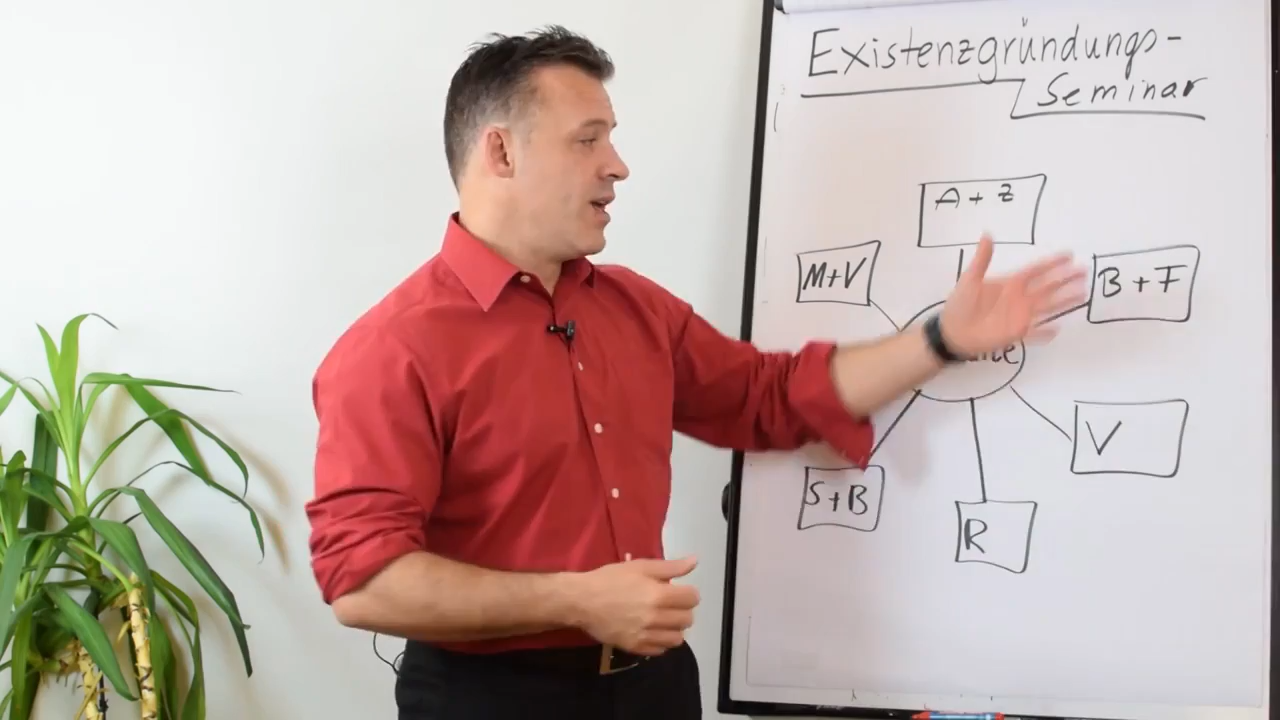 Existenzgründungs-
Seminar
A + Z
M+V
B + F
V
S+B
R